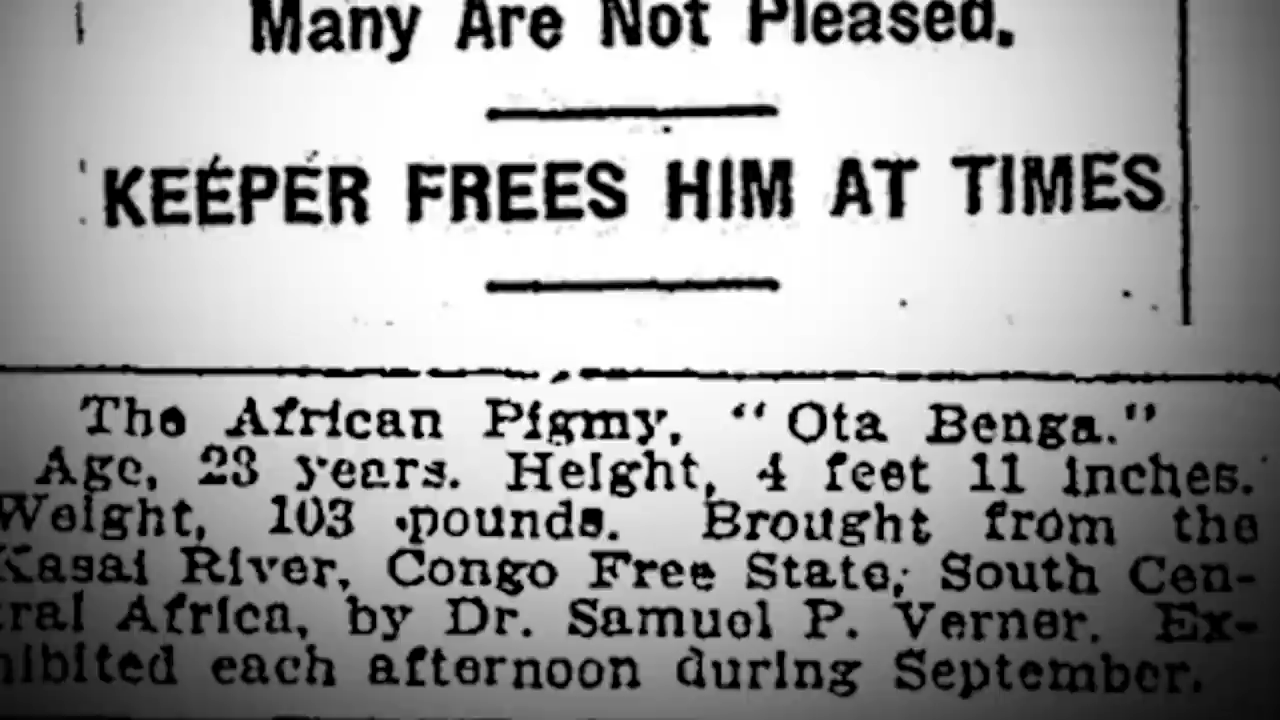 Many Are Not Pleased.
KEEPER FREES HIM AT TIMES
The African Pigmy, "Ota Benga."
Age, 23 years. Height, 4 feet 11 inches.
Weight, 103 pounds. Brought from the
Kasai River, Congo Free State, South Cen-
tral Africa, by Dr. Samuel P. Verner. Ex-
hibited each afternoon during September.